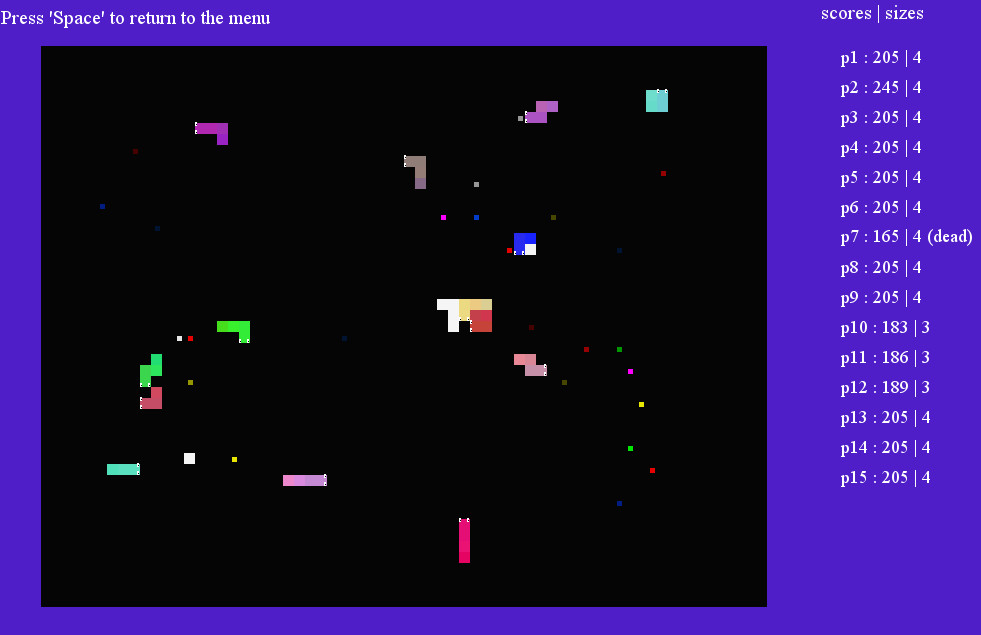 Press 'Space' to return to the menu
scores | sizes
p1 : 205 | 4
p2 : 245 | 4
p3 : 205 | 4
p4 : 205 | 4
p5 : 205 | 4
p6 : 205 | 4
p7 : 165 | 4 (dead)
p8 : 205 | 4
p9 : 205 | 4
p10 : 183 | 3
p11 : 186 | 3
p12 : 189 | 3
p13 : 205 | 4
p14 : 205 | 4
p15 : 205 | 4